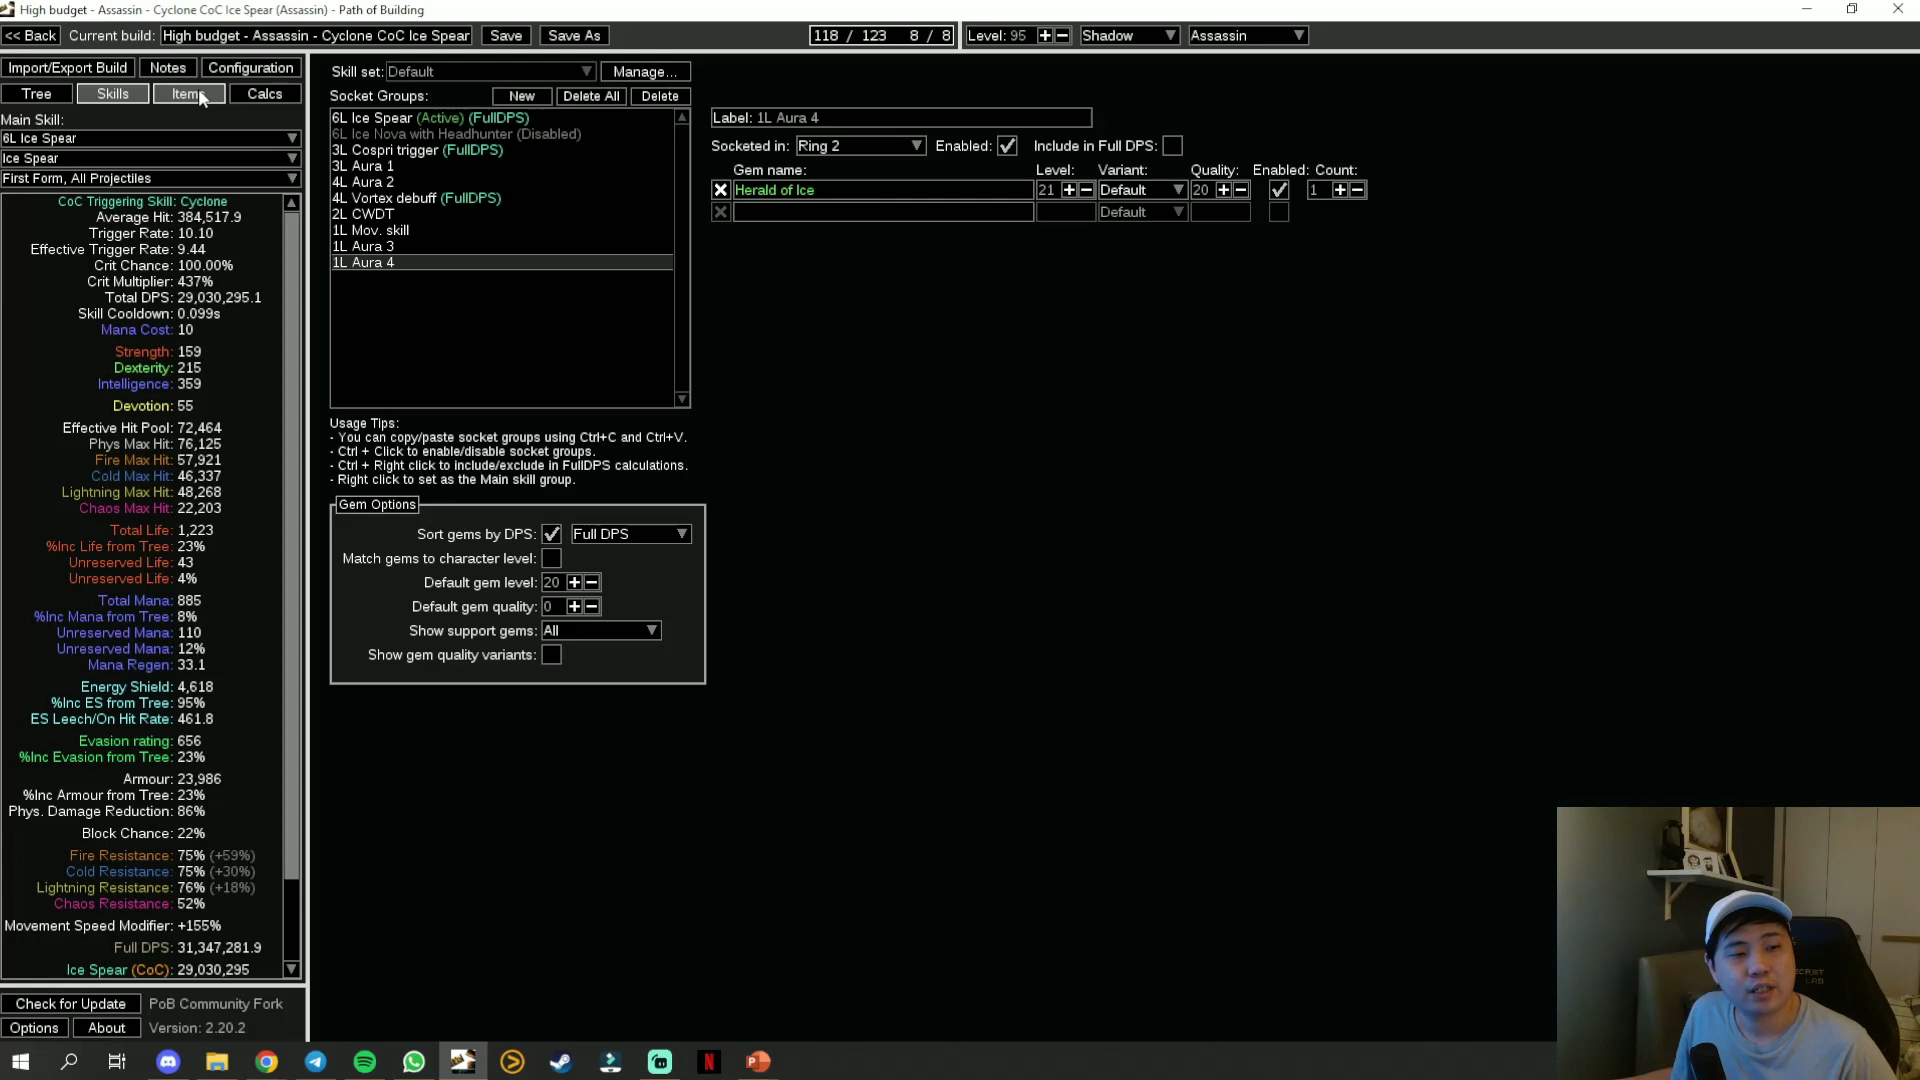 High budget - Assassin - Cyclone CoC Ice Spear (Assassin) - Path of Building
<< Back Current build: High budget - Assassin - Cyclone CoC Ice Spear Save Save As 118 / 123 8 / 8 Level: 95 Shadow Assassin
Import/Export Build Notes Configuration
Tree Skills Items Calcs
Main Skill:
6L Ice Spear
Ice Spear
First Form, All Projectiles
CoC Triggering Skill: Cyclone
Average Hit: 384,517.9
Trigger Rate: 10.10
Effective Trigger Rate: 9.44
Crit Chance: 100.00%
Crit Multiplier: 437%
Total DPS: 29,030,295.1
Skill Cooldown: 0.099s
Mana Cost: 10
Strength: 159
Dexterity: 215
Intelligence: 359
Devotion: 55
Effective Hit Pool: 72,464
Phys Max Hit: 76,125
Fire Max Hit: 57,921
Cold Max Hit: 46,337
Lightning Max Hit: 48,268
Chaos Max Hit: 22,203
Total Life: 1,223
%Inc Life from Tree: 23%
Unreserved Life: 43
Unreserved Life: 4%
Total Mana: 885
%Inc Mana from Tree: 8%
Unreserved Mana: 110
Unreserved Mana: 12%
Mana Regen: 33.1
Energy Shield: 4,618
%Inc ES from Tree: 95%
ES Leech/On Hit Rate: 461.8
Evasion rating: 656
%Inc Evasion from Tree: 23%
Armour: 23,986
%Inc Armour from Tree: 23%
Phys. Damage Reduction: 86%
Block Chance: 22%
Fire Resistance: 75% (+59%)
Cold Resistance: 75% (+30%)
Lightning Resistance: 76% (+18%)
Chaos Resistance: 52%
Movement Speed Modifier: +155%
Full DPS: 31,347,281.9
Ice Spear (CoC): 29,030,295
Check for Update PoB Community Fork
Options About Version: 2.20.2
Skill set: Default Manage...
Socket Groups: New Delete All Delete
6L Ice Spear (Active) (FullDPS)
6L Ice Nova with Headhunter (Disabled)
3L Cospri trigger (FullDPS)
3L Aura 1
4L Aura 2
4L Vortex debuff (FullDPS)
2L CWDT
1L Mov. skill
1L Aura 3
1L Aura 4
Usage Tips:
- You can copy/paste socket groups using Ctrl+C and Ctrl+V.
- Ctrl + Click to enable/disable socket groups.
- Ctrl + Right click to include/exclude in FullDPS calculations.
- Right click to set as the Main skill group.
Gem Options
Sort gems by DPS: Full DPS
Match gems to character level:
Default gem level: 20
Default gem quality: 0
Show support gems: All
Show gem quality variants:
Label: 1L Aura 4
Socketed in: Ring 2 Enabled: Include in Full DPS:
Gem name: Level: Variant: Quality: Enabled: Count:
Herald of Ice 21 Default 20 1
Default